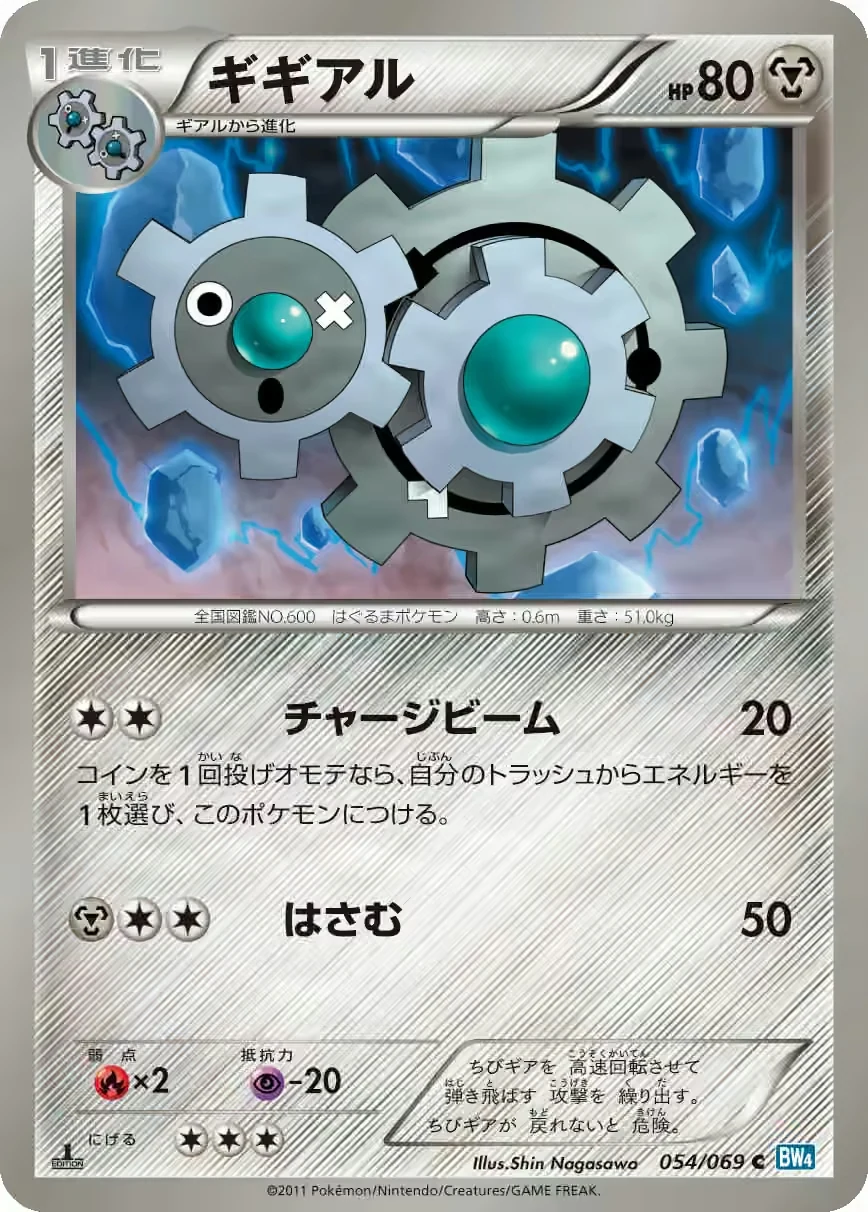 1進化 ギギアル HP80
ギアルから進化
全国図鑑NO.600 はぐるまポケモン 高さ:0.6m 重さ:51.0kg
チャージビーム 20
コインを1回投げオモテなら、自分のトラッシュからエネルギーを
1枚選び、このポケモンにつける。
はさむ 50
弱点 抵抗力
×2 -20
にげる
ちびギアを 高速回転させて
弾き飛ばす 攻撃を 繰り出す。
ちびギアが 戻れないと 危険。
1 EDITION
Illus.Shin Nagasawa 054/069 C BW4
©2011 Pokémon/Nintendo/Creatures/GAME FREAK.